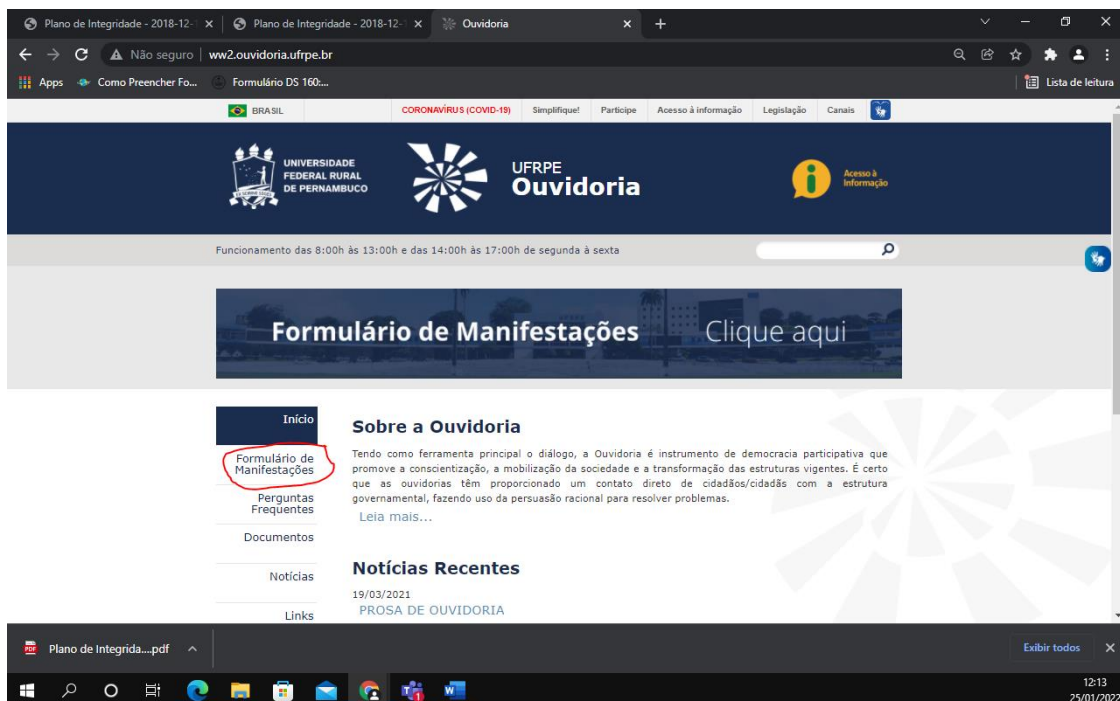 Plano de Integridade - 2018-12-1
Plano de Integridade - 2018-12-1
Ouvidoria
Não seguro
ww2.ouvidoria.ufrpe.br
Apps
Como Preencher Fo...
Formulário DS 160:...
Lista de leitura
BRASIL
CORONAVÍRUS (COVID-19)
Simplifique!
Participe
Acesso à informação
Legislação
Canais
UNIVERSIDADE
FEDERAL RURAL
DE PERNAMBUCO
UFRPE
Ouvidoria
Acesso à
Informação
Funcionamento das 8:00h às 13:00h e das 14:00h às 17:00h de segunda à sexta
Formulário de Manifestações Clique aqui
Início
Formulário de
Manifestações
Perguntas
Frequentes
Documentos
Notícias
Links
Sobre a Ouvidoria
Tendo como ferramenta principal o diálogo, a Ouvidoria é instrumento de democracia participativa que
promove a conscientização, a mobilização da sociedade e a transformação das estruturas vigentes. É certo
que as ouvidorias têm proporcionado um contato direto de cidadãos/cidadãs com a estrutura
governamental, fazendo uso da persuasão racional para resolver problemas.
Leia mais...
Notícias Recentes
19/03/2021
PROSA DE OUVIDORIA
Plano de Integrida....pdf
Exibir todos
12:13
25/01/2022